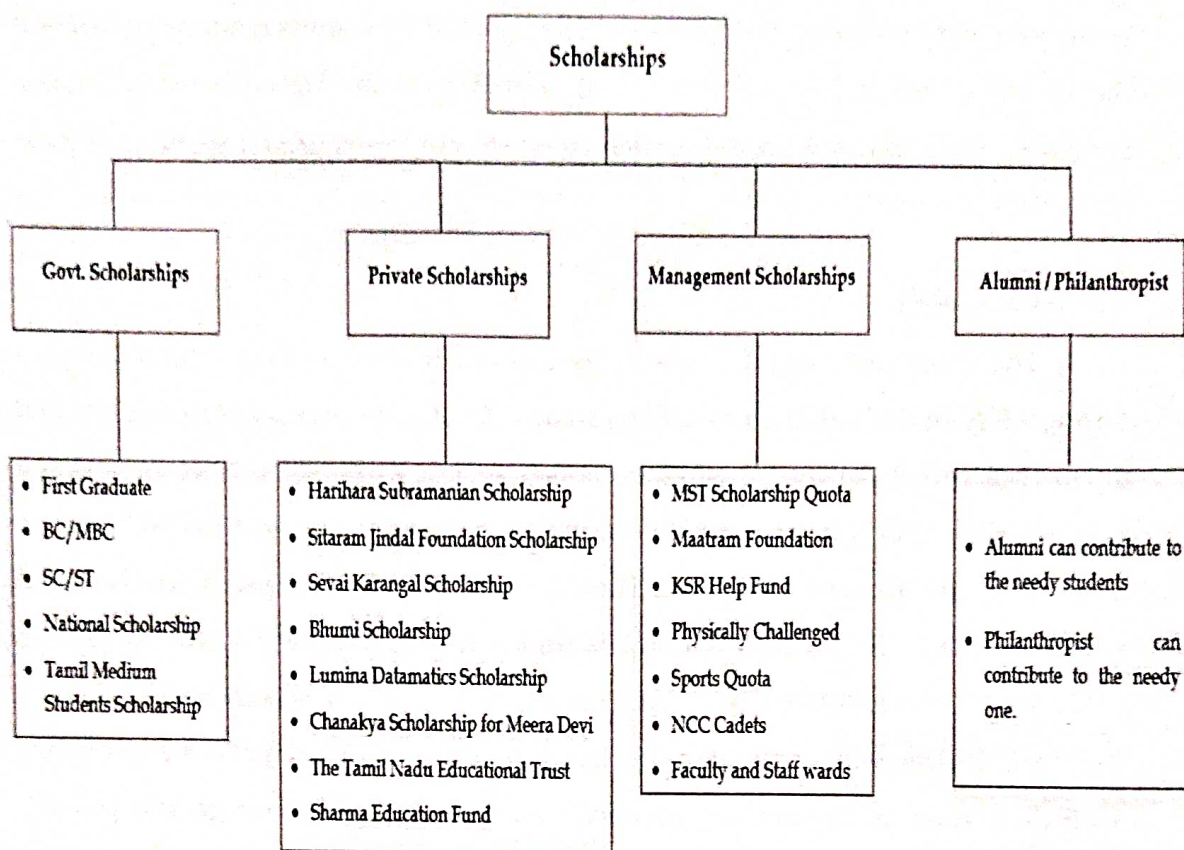 Scholarships
Govt. Scholarships
Private Scholarships
Management Scholarships
Alumni / Philanthropist
• First Graduate
• BC/MBC
• SC/ST
• National Scholarship
• Tamil Medium
Students Scholarship
• Harihara Subramanian Scholarship
• Sitaram Jindal Foundation Scholarship
• Sevai Karangal Scholarship
• Bhumi Scholarship
• Lumina Datamatics Scholarship
• Chanakya Scholarship for Meera Devi
• The Tamil Nadu Educational Trust
• Sharma Education Fund
• MST Scholarship Quota
• Maatram Foundation
• KSR Help Fund
• Physically Challenged
• Sports Quota
• NCC Cadets
• Faculty and Staff wards
• Alumni can contribute to
the needy students
• Philanthropist can
contribute to the needy
one.